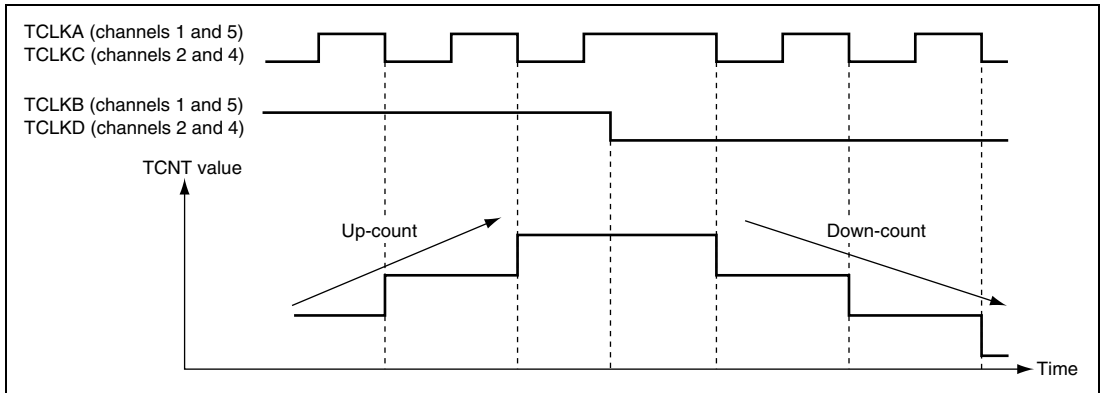 TCLKA (channels 1 and 5)
TCLKC (channels 2 and 4)
TCLKB (channels 1 and 5)
TCLKD (channels 2 and 4)
TCNT value
Up-count
Down-count
Time